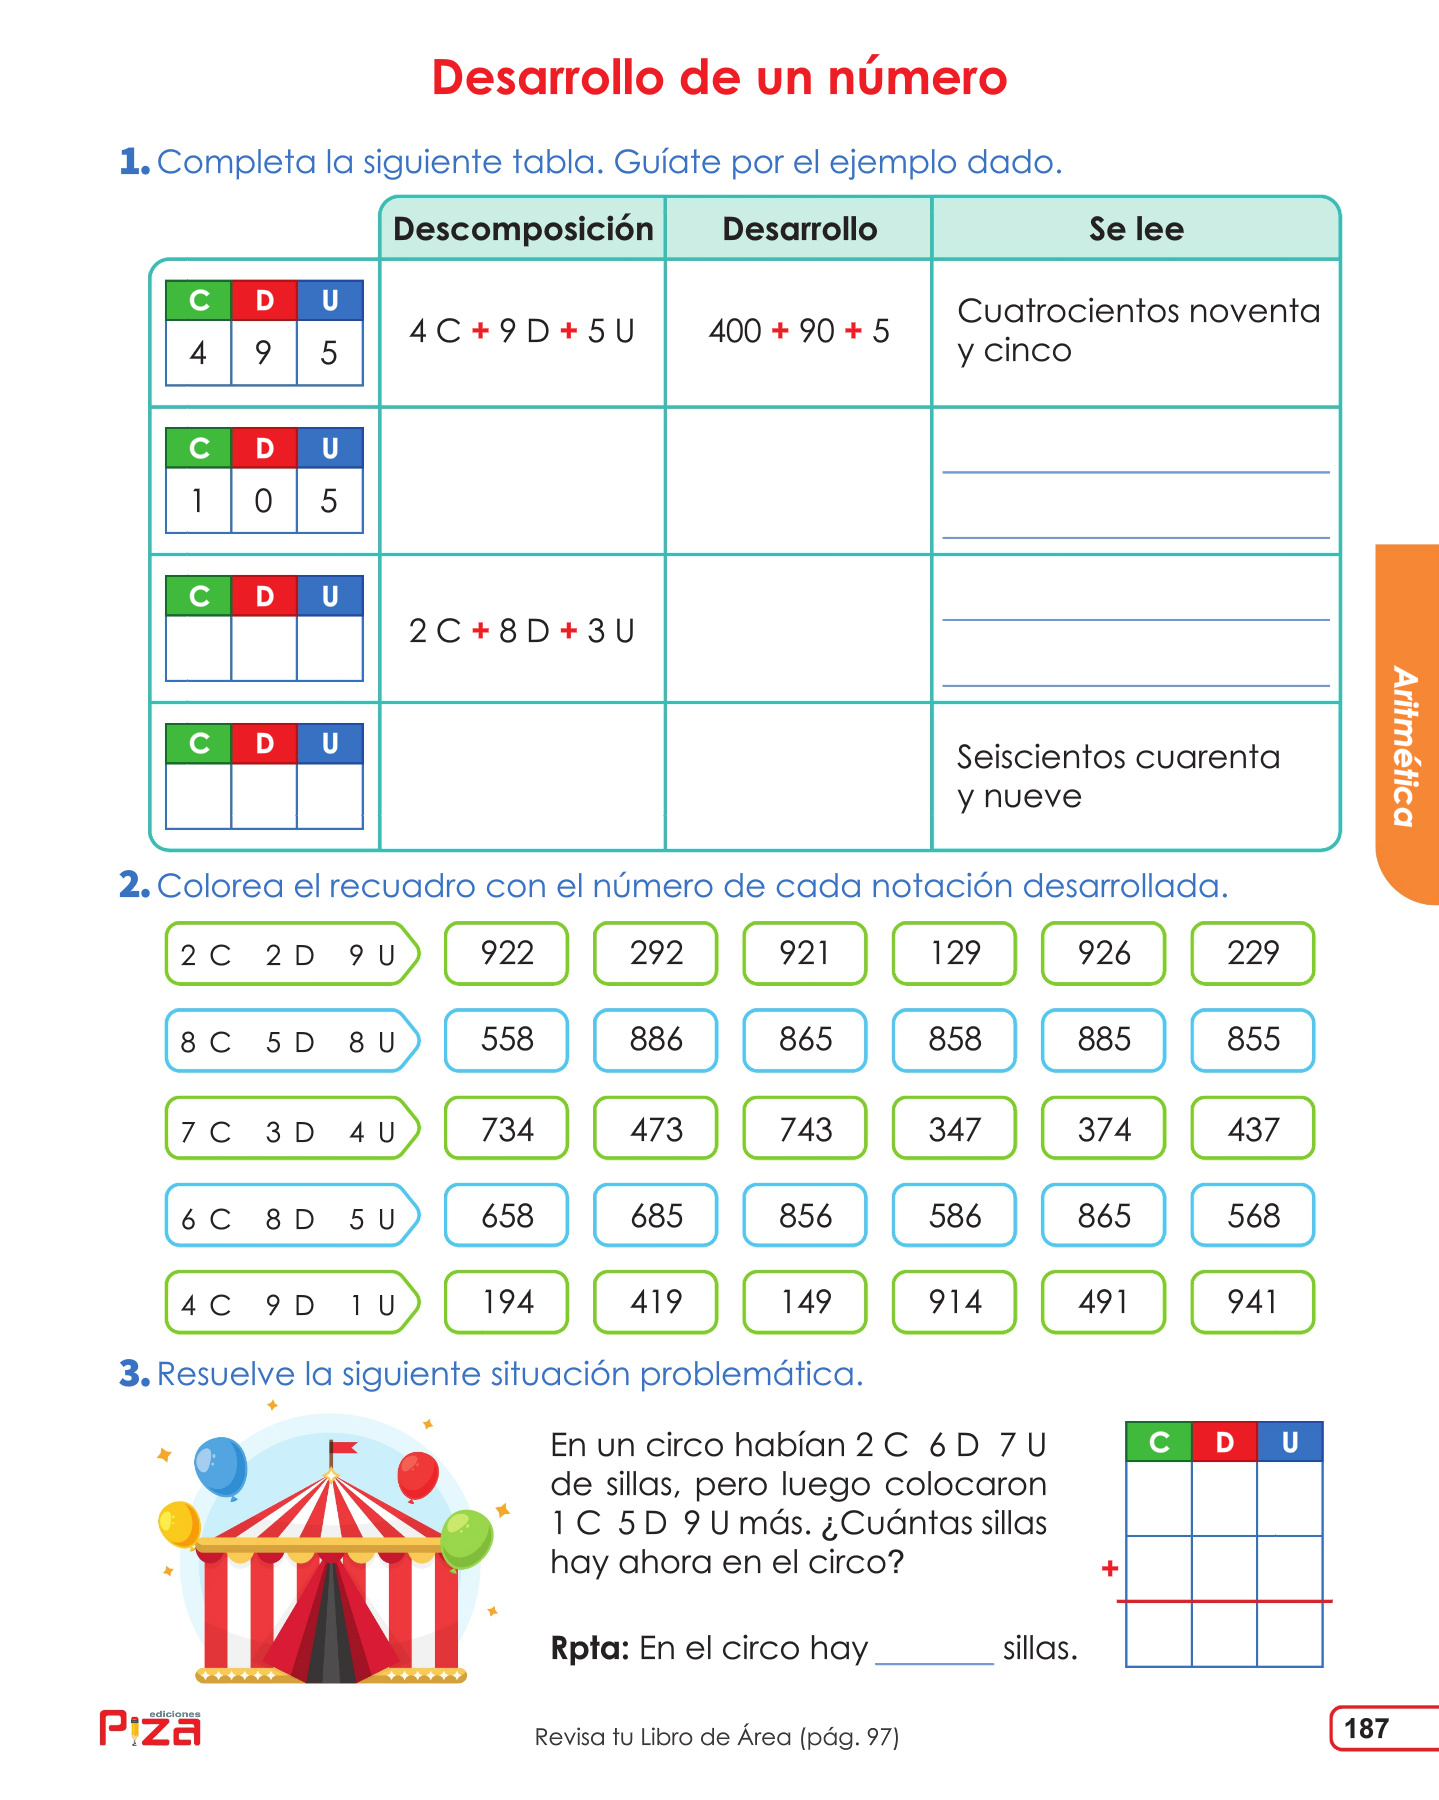 Desarrollo de un número
1. Completa la siguiente tabla. Guíate por el ejemplo dado.
Descomposición Desarrollo Se lee
C D U
4 9 5
4 C + 9 D + 5 U
400 + 90 + 5
Cuatrocientos noventa
y cinco
C D U
1 0 5
C D U
2 C + 8 D + 3 U
C D U
Seiscientos cuarenta
y nueve
Aritmética
2. Colorea el recuadro con el número de cada notación desarrollada.
2 C 2 D 9 U 922 292 921 129 926 229
8 C 5 D 8 U 558 886 865 858 885 855
7 C 3 D 4 U 734 473 743 347 374 437
6 C 8 D 5 U 658 685 856 586 865 568
4 C 9 D 1 U 194 419 149 914 491 941
3. Resuelve la siguiente situación problemática.
En un circo habían 2 C 6 D 7 U
de sillas, pero luego colocaron
1 C 5 D 9 U más. ¿Cuántas sillas
hay ahora en el circo?
Rpta: En el circo hay _______ sillas.
C D U
+
ediciones
Piza
Revisa tu Libro de Área (pág. 97)
187